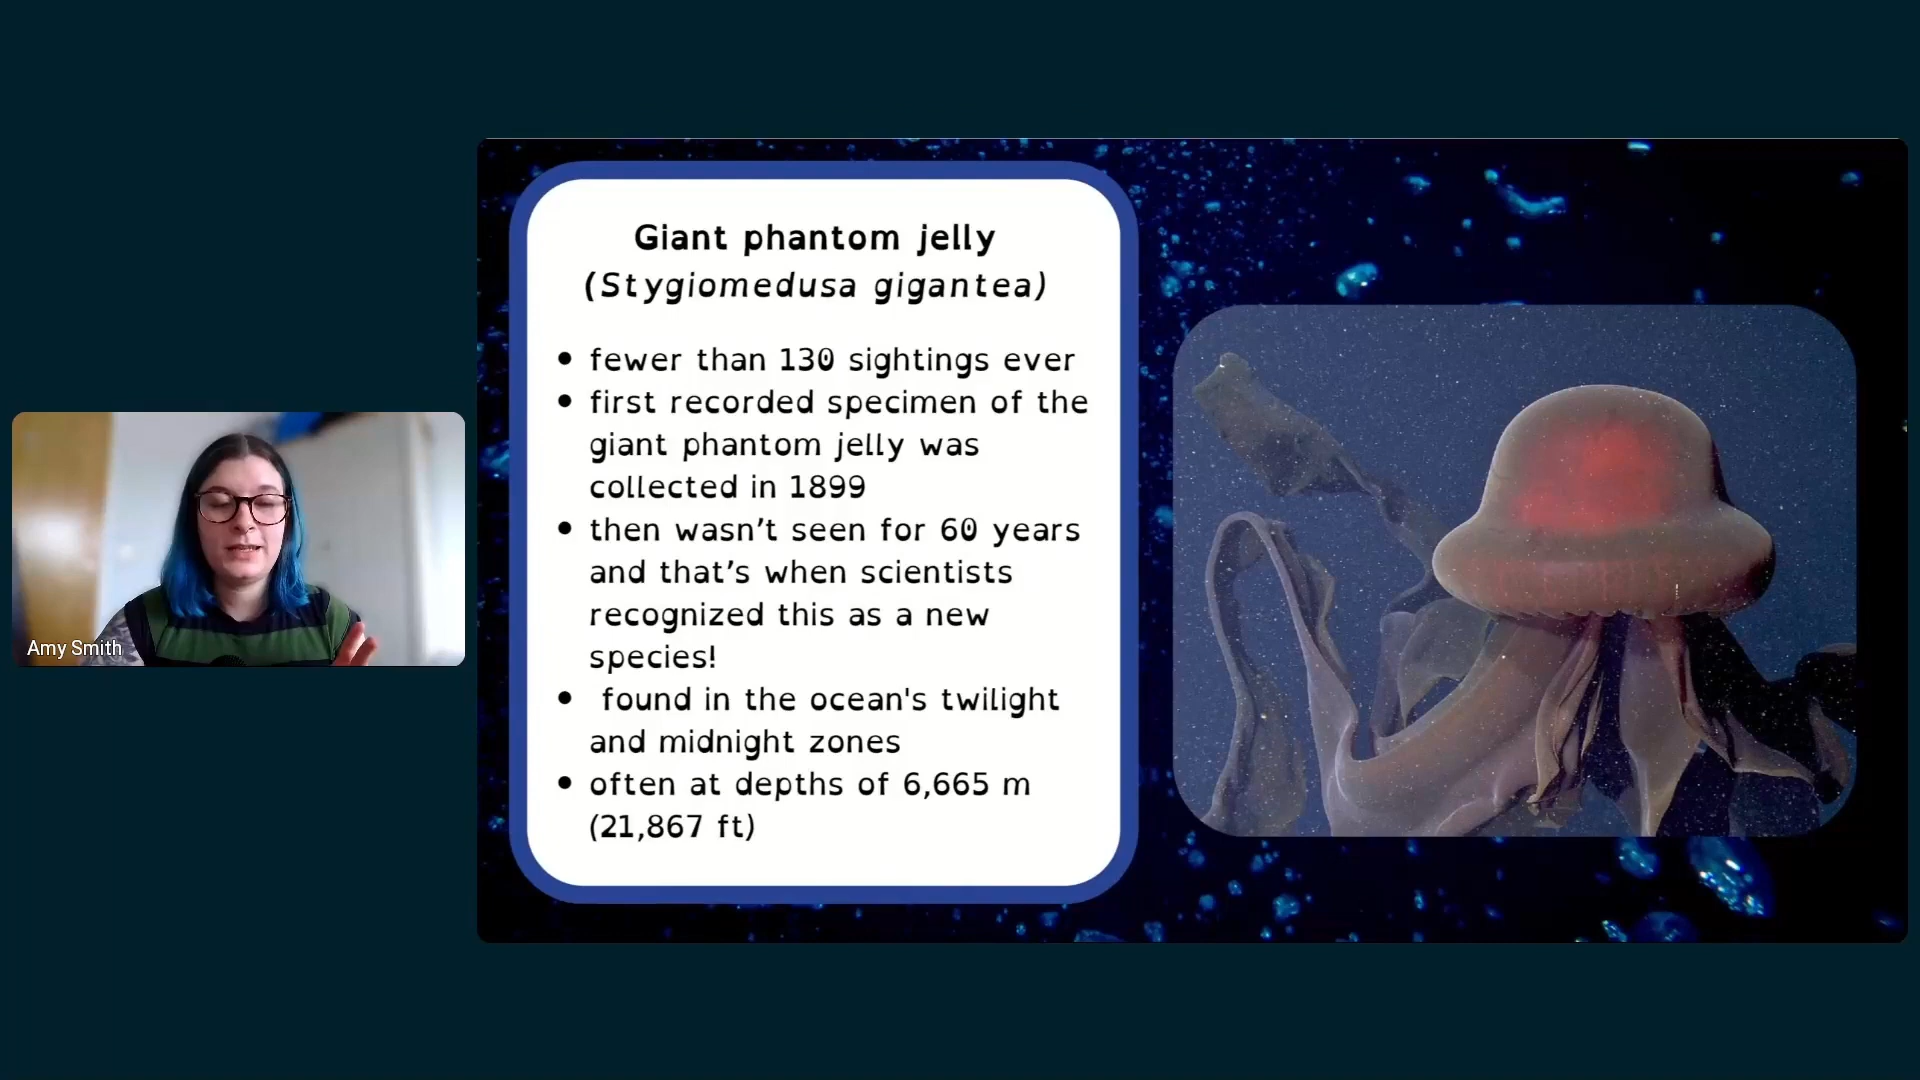 Giant phantom jelly
(Stygiomedusa gigantea)
• fewer than 130 sightings ever
• first recorded specimen of the
giant phantom jelly was
collected in 1899
• then wasn’t seen for 60 years
and that’s when scientists
recognized this as a new
species!
• found in the ocean's twilight
and midnight zones
• often at depths of 6,665 m
(21,867 ft)
Amy Smith